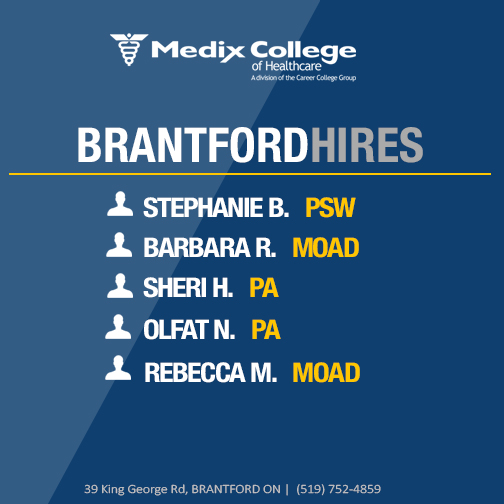 Medix College
of Healthcare
A division of the Career College Group
BRANTFORDHIRES
STEPHANIE B. PSW
BARBARA R. MOAD
SHERI H. PA
OLFAT N. PA
REBECCA M. MOAD
39 King George Rd, BRANTFORD ON | (519) 752-4859